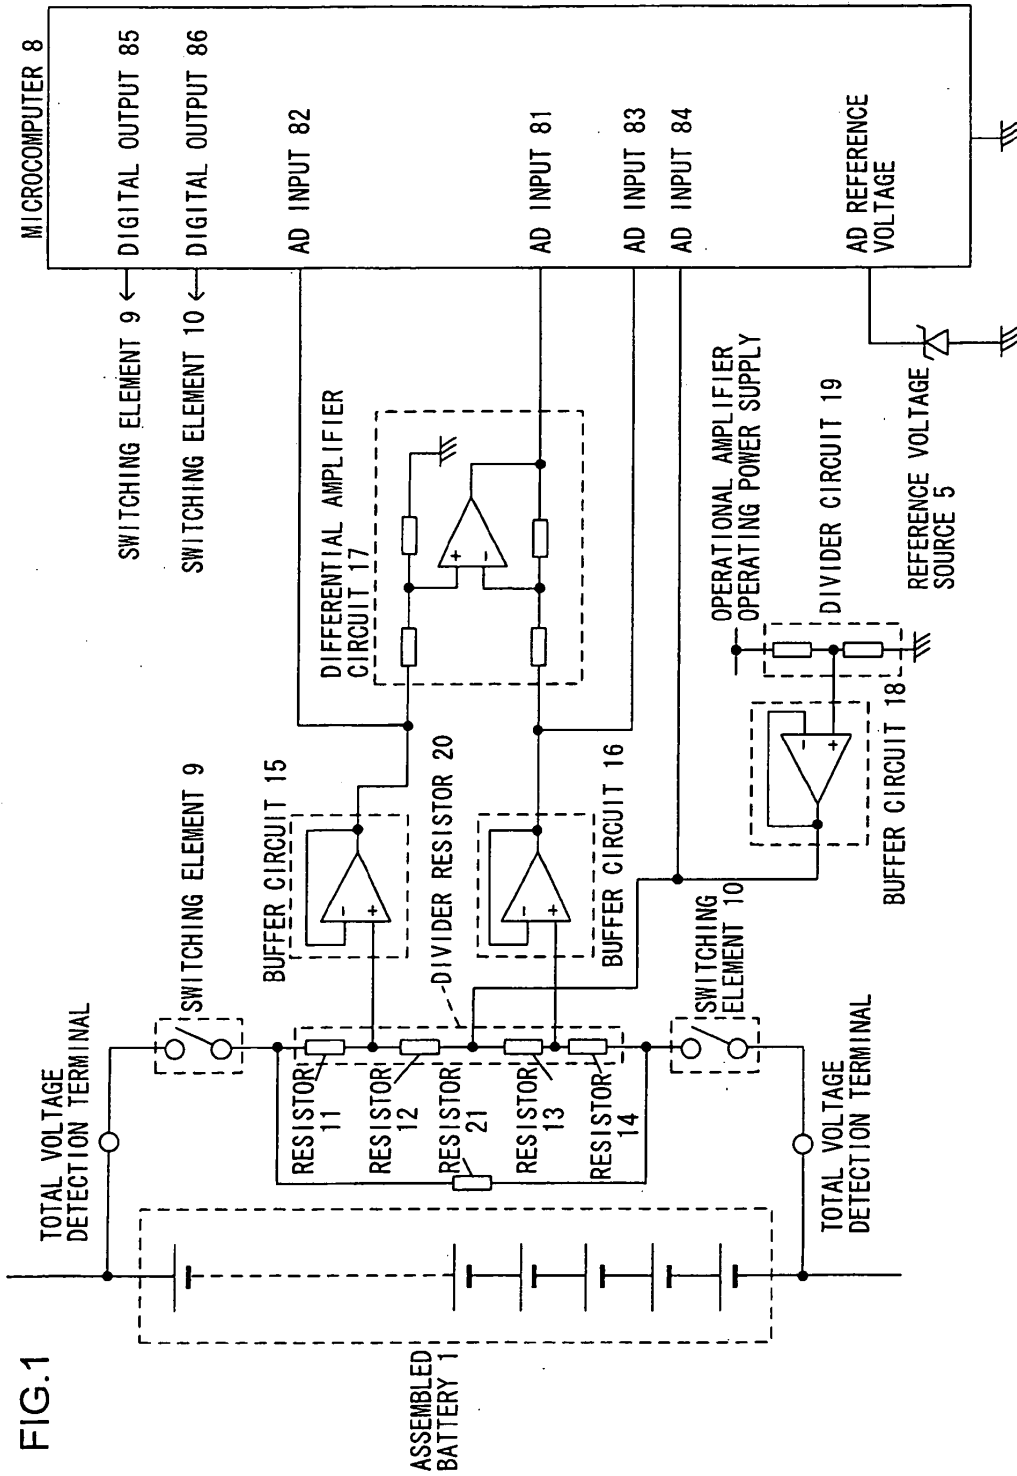 FIG.1
MICROCOMPUTER 8
DIGITAL OUTPUT 85
DIGITAL OUTPUT 86
AD INPUT 82
AD INPUT 81
AD INPUT 83
AD INPUT 84
AD REFERENCE
VOLTAGE
SWITCHING ELEMENT 9
SWITCHING ELEMENT 10
DIFFERENTIAL AMPLIFIER
CIRCUIT 17
+
-
OPERATIONAL AMPLIFIER
OPERATING POWER SUPPLY
DIVIDER CIRCUIT 19
REFERENCE VOLTAGE
SOURCE 5
SWITCHING ELEMENT 9
BUFFER CIRCUIT 15
-
+
DIVIDER RESISTOR 20
BUFFER CIRCUIT 16
-
+
BUFFER CIRCUIT 18
-
+
SWITCHING
ELEMENT 10
TOTAL VOLTAGE
DETECTION TERMINAL
RESISTOR
11
RESISTOR
12
RESISTOR
21
RESISTOR
13
RESISTOR
14
TOTAL VOLTAGE
DETECTION TERMINAL
ASSEMBLED
BATTERY 1